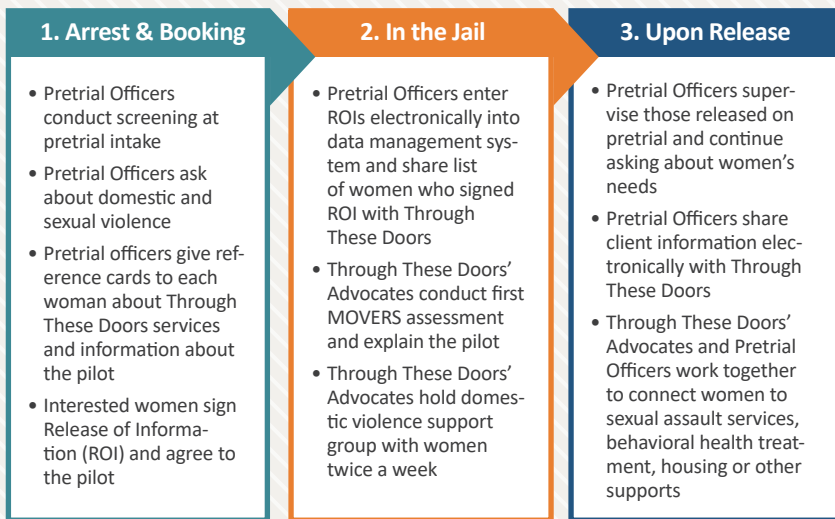 1. Arrest & Booking
• Pretrial Officers
conduct screening at
pretrial intake
• Pretrial Officers ask
about domestic and
sexual violence
• Pretrial officers give ref-
erence cards to each
woman about Through
These Doors services
and information about
the pilot
• Interested women sign
Release of Informa-
tion (ROI) and agree to
the pilot
2. In the Jail
• Pretrial Officers enter
ROIs electronically into
data management sys-
tem and share list
of women who signed
ROI with Through
These Doors
• Through These Doors’
Advocates conduct first
MOVERS assessment
and explain the pilot
• Through These Doors’
Advocates hold domes-
tic violence support
group with women
twice a week
3. Upon Release
• Pretrial Officers super-
vise those released on
pretrial and continue
asking about women’s
needs
• Pretrial Officers share
client information elec-
tronically with Through
These Doors
• Through These Doors’
Advocates and Pretrial
Officers work together
to connect women to
sexual assault services,
behavioral health treat-
ment, housing or other
supports